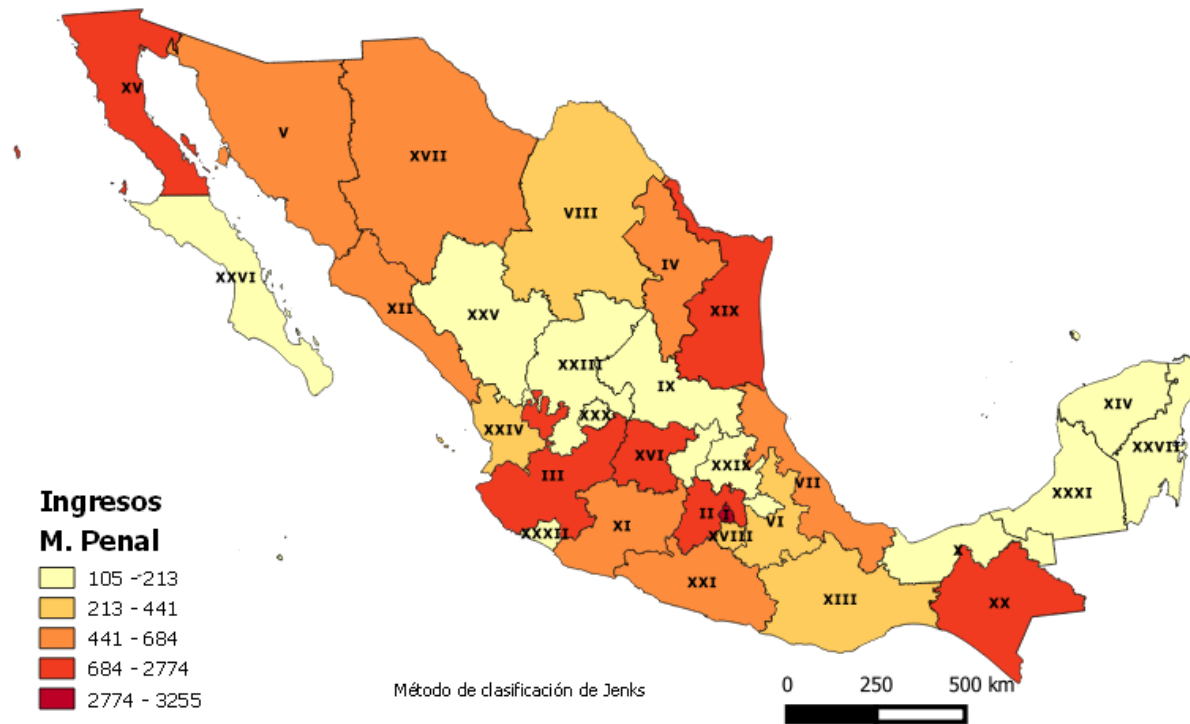 XV
V
XVII
VIII
IV
XXVI
XII
XXV
XIX
XXIII
IX
XXX
XXIV
XIV
XXVII
III
XVI
XXIX
VII
XXXI
II
I
VI
XI
XXXII
XVIII
X
XXI
XIII
XX
Ingresos
M. Penal
105 - 213
213 - 441
441 - 684
684 - 2774
2774 - 3255
Método de clasificación de Jenks
0 250 500 km